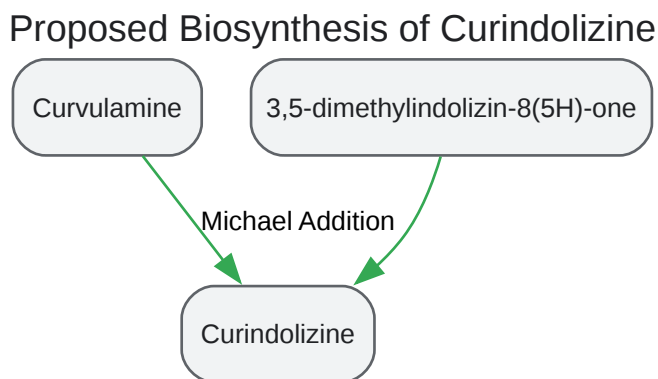 Proposed Biosynthesis of Curindolizine
Curvulamine
3,5-dimethylindolizin-8(5H)-one
Michael Addition
Curindolizine